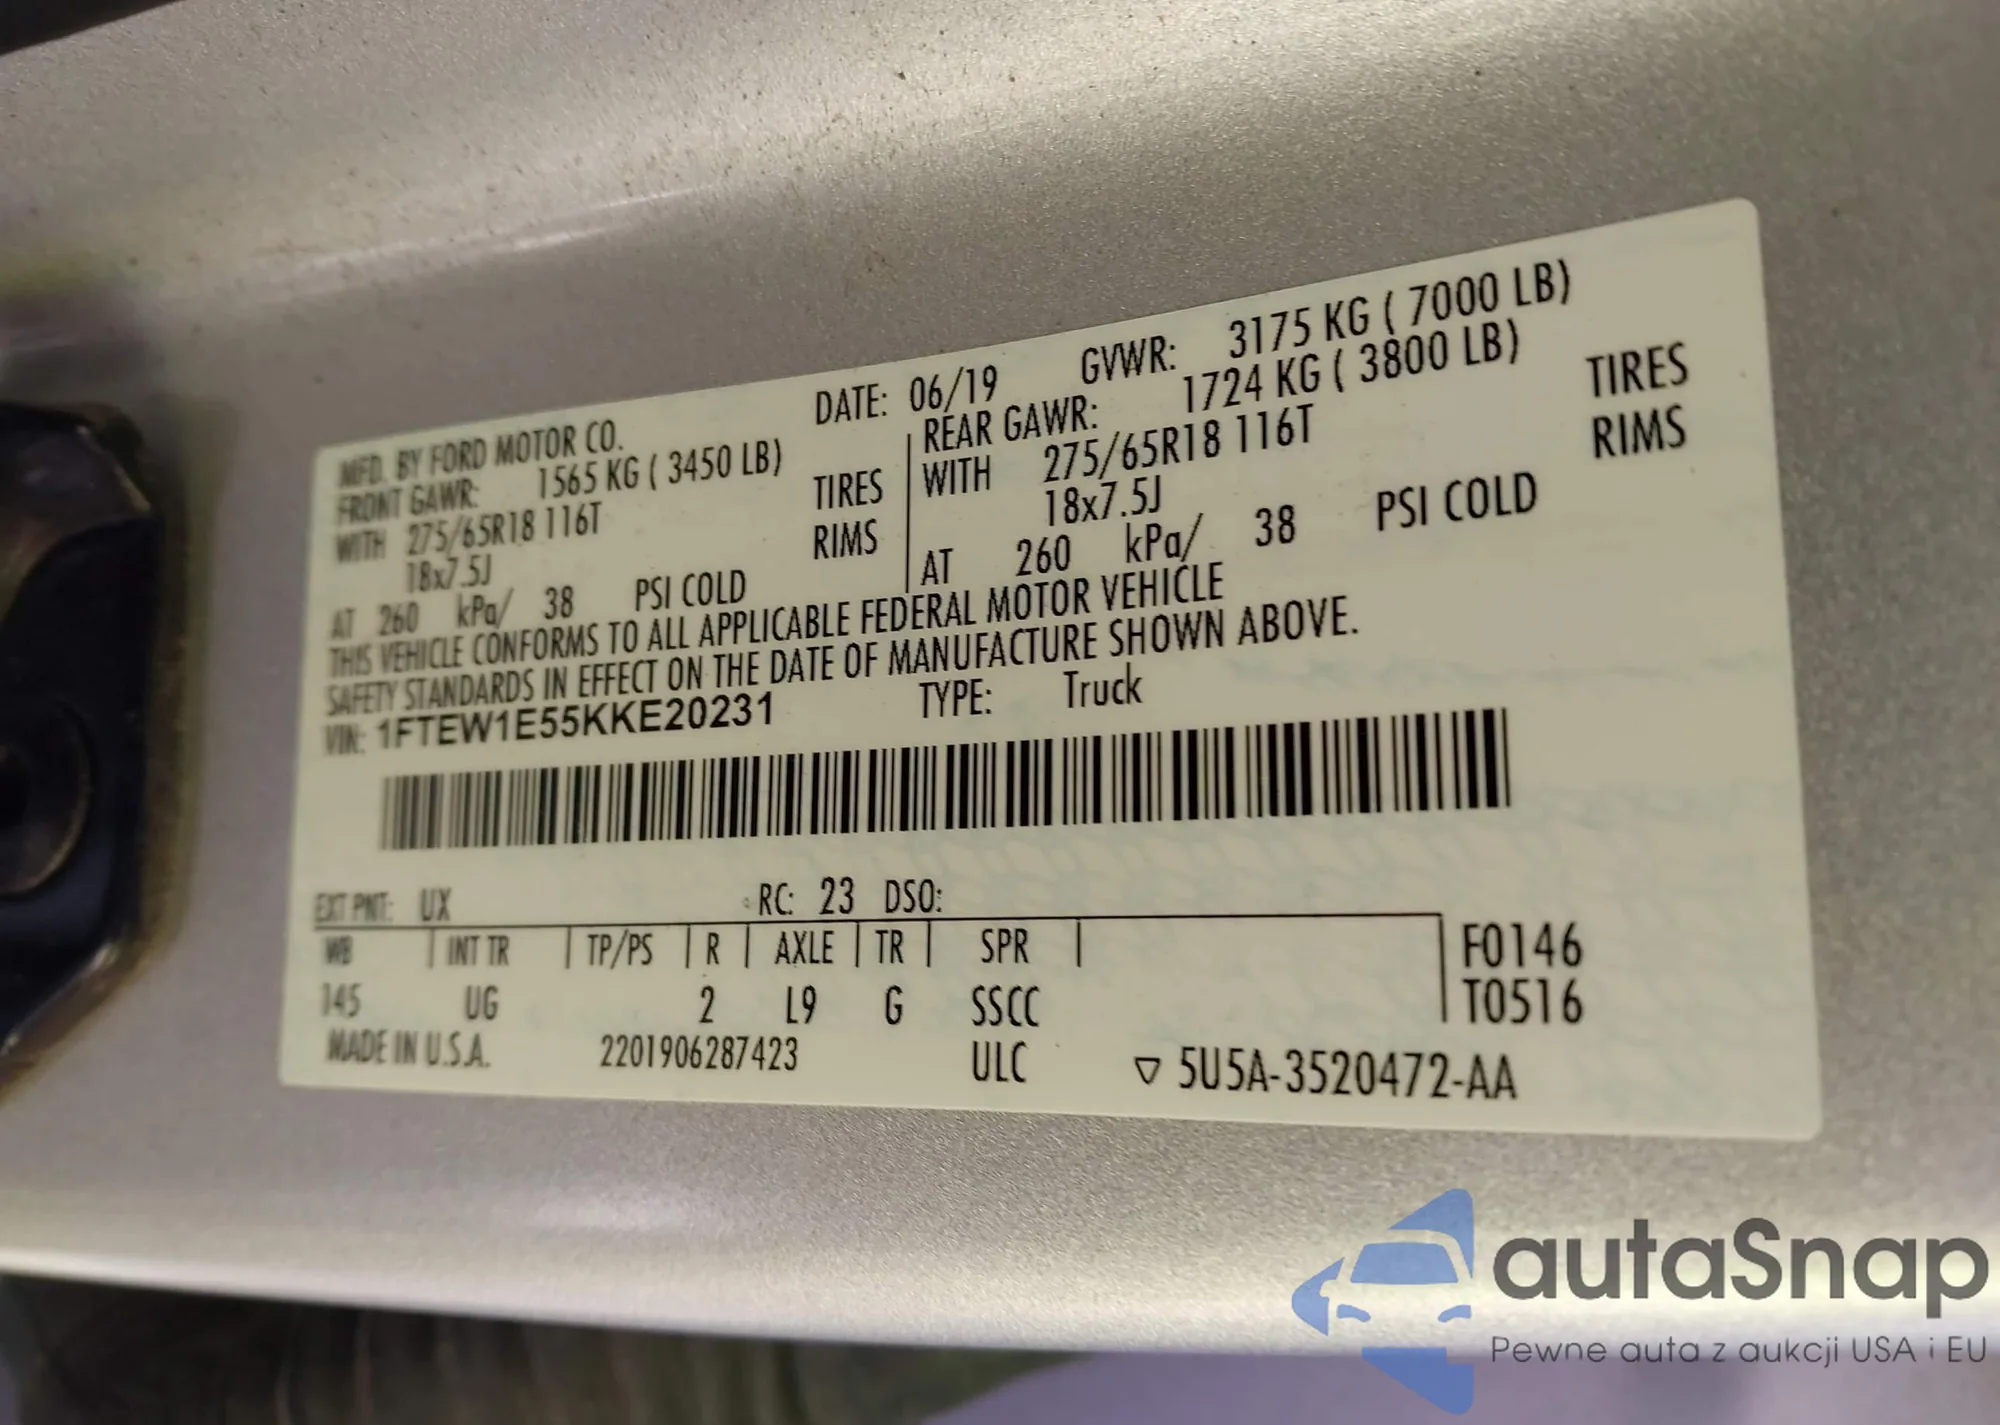 MFD. BY FORD MOTOR CO. DATE: 06/19 GVWR: 3175 KG ( 7000 LB)
FRONT GAWR: 1565 KG ( 3450 LB) REAR GAWR: 1724 KG ( 3800 LB)
WITH 275/65R18 116T TIRES WITH 275/65R18 116T TIRES
18x7.5J RIMS 18x7.5J RIMS
AT 260 kPa/ 38 PSI COLD AT 260 kPa/ 38 PSI COLD
THIS VEHICLE CONFORMS TO ALL APPLICABLE FEDERAL MOTOR VEHICLE
SAFETY STANDARDS IN EFFECT ON THE DATE OF MANUFACTURE SHOWN ABOVE.
VIN: 1FTEW1E55KKE20231 TYPE: Truck
EXT PNT: UX RC: 23 DSO:
WB INT TR TP/PS R AXLE TR SPR F0146
145 UG 2 L9 G SSCC T0516
MADE IN U.S.A. 2201906287423 ULC ▽ 5U5A-3520472-AA
autaSnap
Pewne auta z aukcji USA i EU